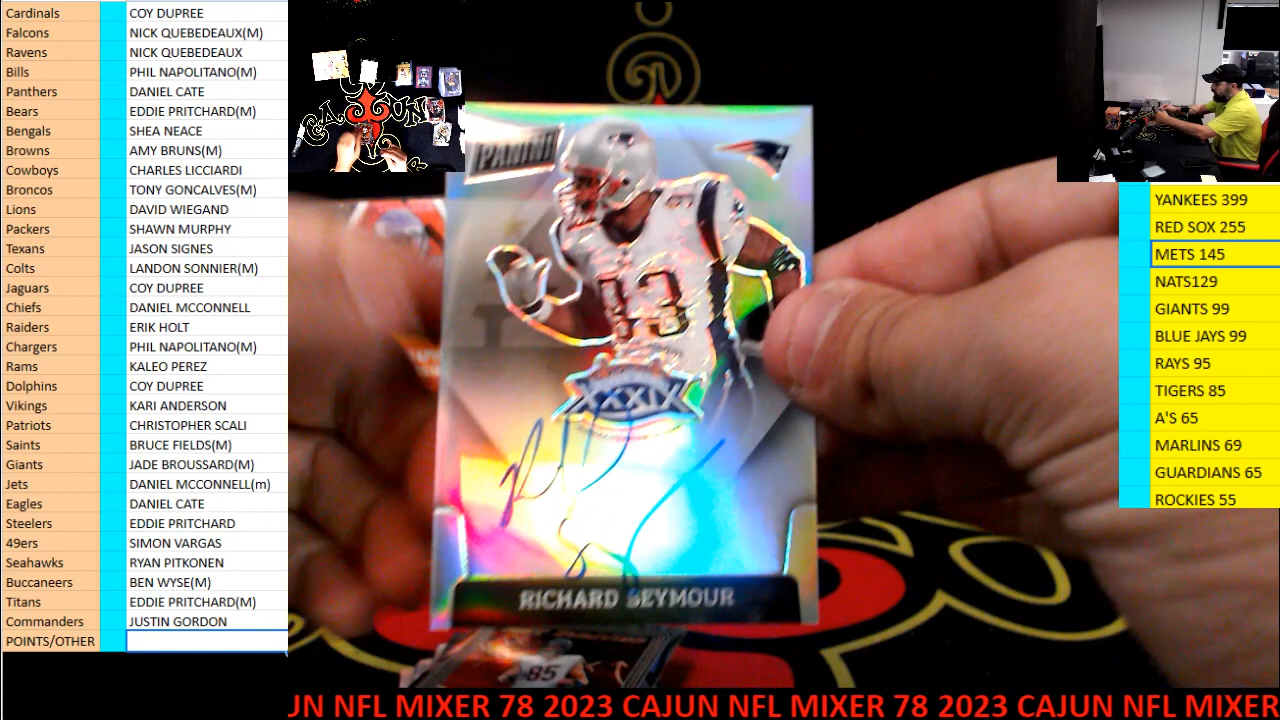 Cardinals COY DUPREE
Falcons NICK QUEBEDEAUX(M)
Ravens NICK QUEBEDEAUX
Bills PHIL NAPOLITANO(M)
Panthers DANIEL CATE
Bears EDDIE PRITCHARD(M)
Bengals SHEA NEACE
Browns AMY BRUNS(M)
Cowboys CHARLES LICCIARDI
Broncos TONY GONCALVES(M)
Lions DAVID WIEGAND
Packers SHAWN MURPHY
Texans JASON SIGNES
Colts LANDON SONNIER(M)
Jaguars COY DUPREE
Chiefs DANIEL MCCONNELL
Raiders ERIK HOLT
Chargers PHIL NAPOLITANO(M)
Rams KALEO PEREZ
Dolphins COY DUPREE
Vikings KARI ANDERSON
Patriots CHRISTOPHER SCALI
Saints BRUCE FIELDS(M)
Giants JADE BROUSSARD(M)
Jets DANIEL MCCONNELL(m)
Eagles DANIEL CATE
Steelers EDDIE PRITCHARD
49ers SIMON VARGAS
Seahawks RYAN PITKONEN
Buccaneers BEN WYSE(M)
Titans EDDIE PRITCHARD(M)
Commanders JUSTIN GORDON
POINTS/OTHER
PANINI
93
XXXIX
RICHARD SEYMOUR
85
YANKEES 399
RED SOX 255
METS 145
NATS129
GIANTS 99
BLUE JAYS 99
RAYS 95
TIGERS 85
A'S 65
MARLINS 69
GUARDIANS 65
ROCKIES 55
JUN NFL MIXER 78 2023 CAJUN NFL MIXER 78 2023 CAJUN NFL MIXER